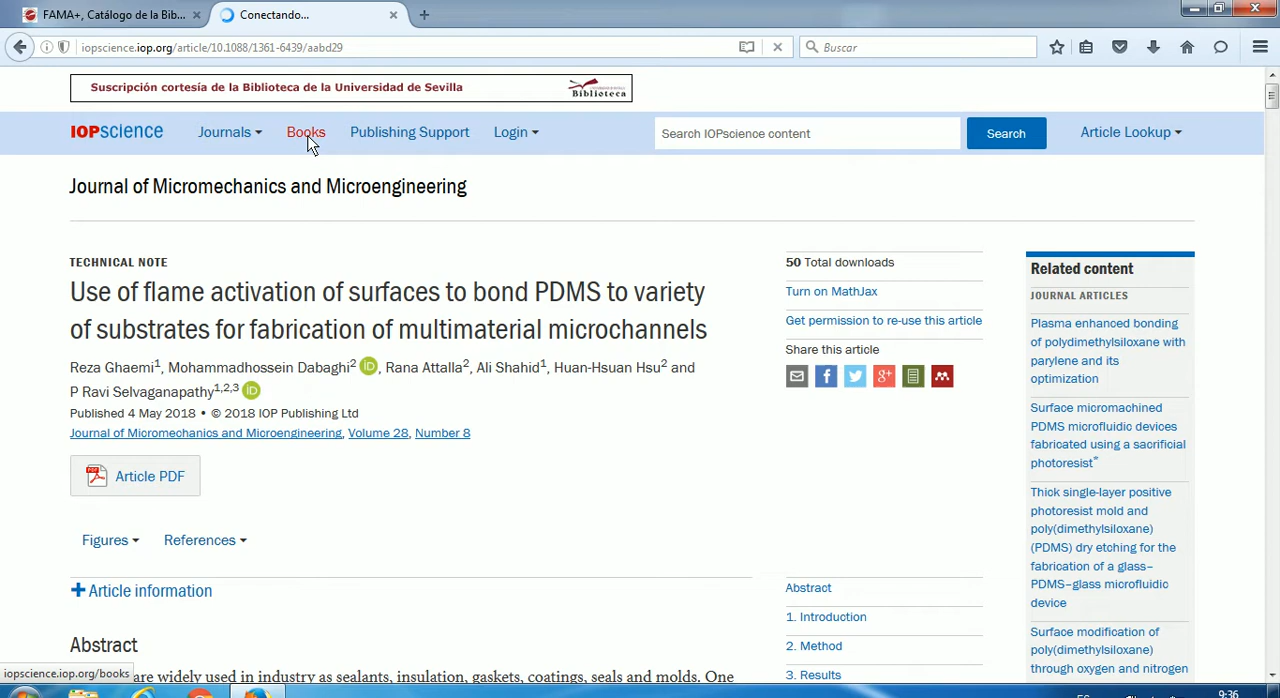 FAMA+, Catálogo de la Bib...
Conectando...
iopscience.iop.org/article/10.1088/1361-6439/aabd29
Buscar
Suscripción cortesía de la Biblioteca de la Universidad de Sevilla
Biblioteca
IOPscience
Journals
Books
Publishing Support
Login
Search IOPscience content
Search
Article Lookup
Journal of Micromechanics and Microengineering
TECHNICAL NOTE
Use of flame activation of surfaces to bond PDMS to variety
of substrates for fabrication of multimaterial microchannels
Reza Ghaemi1, Mohammadhossein Dabaghi2 iD, Rana Attalla2, Ali Shahid1, Huan-Hsuan Hsu2 and
P Ravi Selvaganapathy1,2,3 iD
Published 4 May 2018 • © 2018 IOP Publishing Ltd
Journal of Micromechanics and Microengineering, Volume 28, Number 8
Article PDF
Figures
References
Article information
Abstract
are widely used in industry as sealants, insulation, gaskets, coatings, seals and molds. One
50 Total downloads
Turn on MathJax
Get permission to re-use this article
Share this article
Abstract
1. Introduction
2. Method
3. Results
Related content
JOURNAL ARTICLES
Plasma enhanced bonding
of polydimethylsiloxane with
parylene and its
optimization
Surface micromachined
PDMS microfluidic devices
fabricated using a sacrificial
photoresist*
Thick single-layer positive
photoresist mold and
poly(dimethylsiloxane)
(PDMS) dry etching for the
fabrication of a glass–
PDMS–glass microfluidic
device
Surface modification of
poly(dimethylsiloxane)
through oxygen and nitrogen
iopscience.iop.org/books
9:36